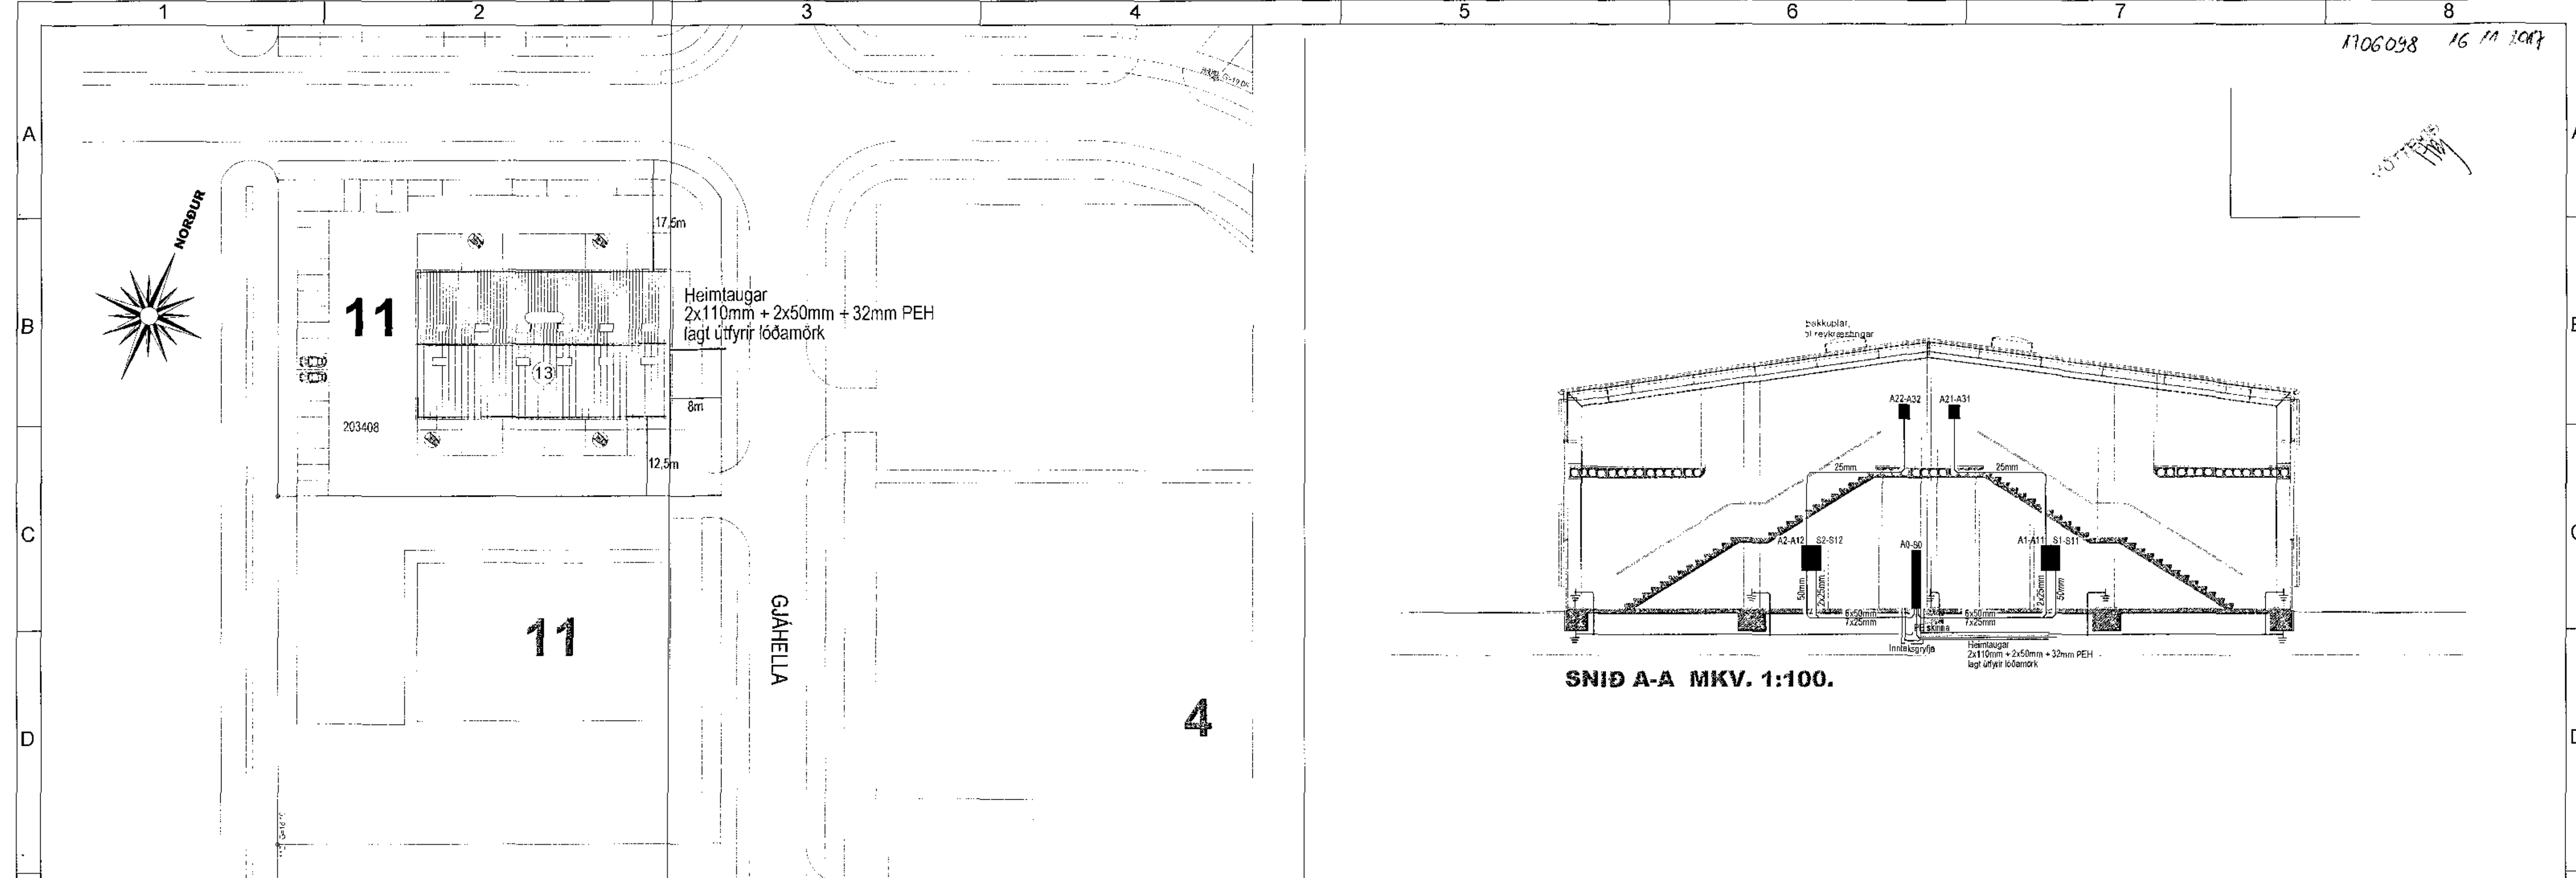 1 2 3 4 5 6 7 8
1706098 16 11 2017
A
B
C
D
NORÐUR
11
17,5m
Heimtaugar
2x110mm + 2x50mm + 32mm PEH
lagt útfyrir lóðamörk
13
8m
203408
12,5m
11
GJÁHELLA
4
A22-A32 A21-A31
25mm 25mm
A2-A12 S2-S12 A0-S0 A1-A11 S1-S11
50mm 2x25mm 2x25mm 50mm
6x50mm 6x50mm
7x25mm 7x25mm
Inntaksgryfja
Heimtaugar
2x110mm + 2x50mm + 32mm PEH
lagt útfyrir lóðamörk
SNIÐ A-A MKV. 1:100.